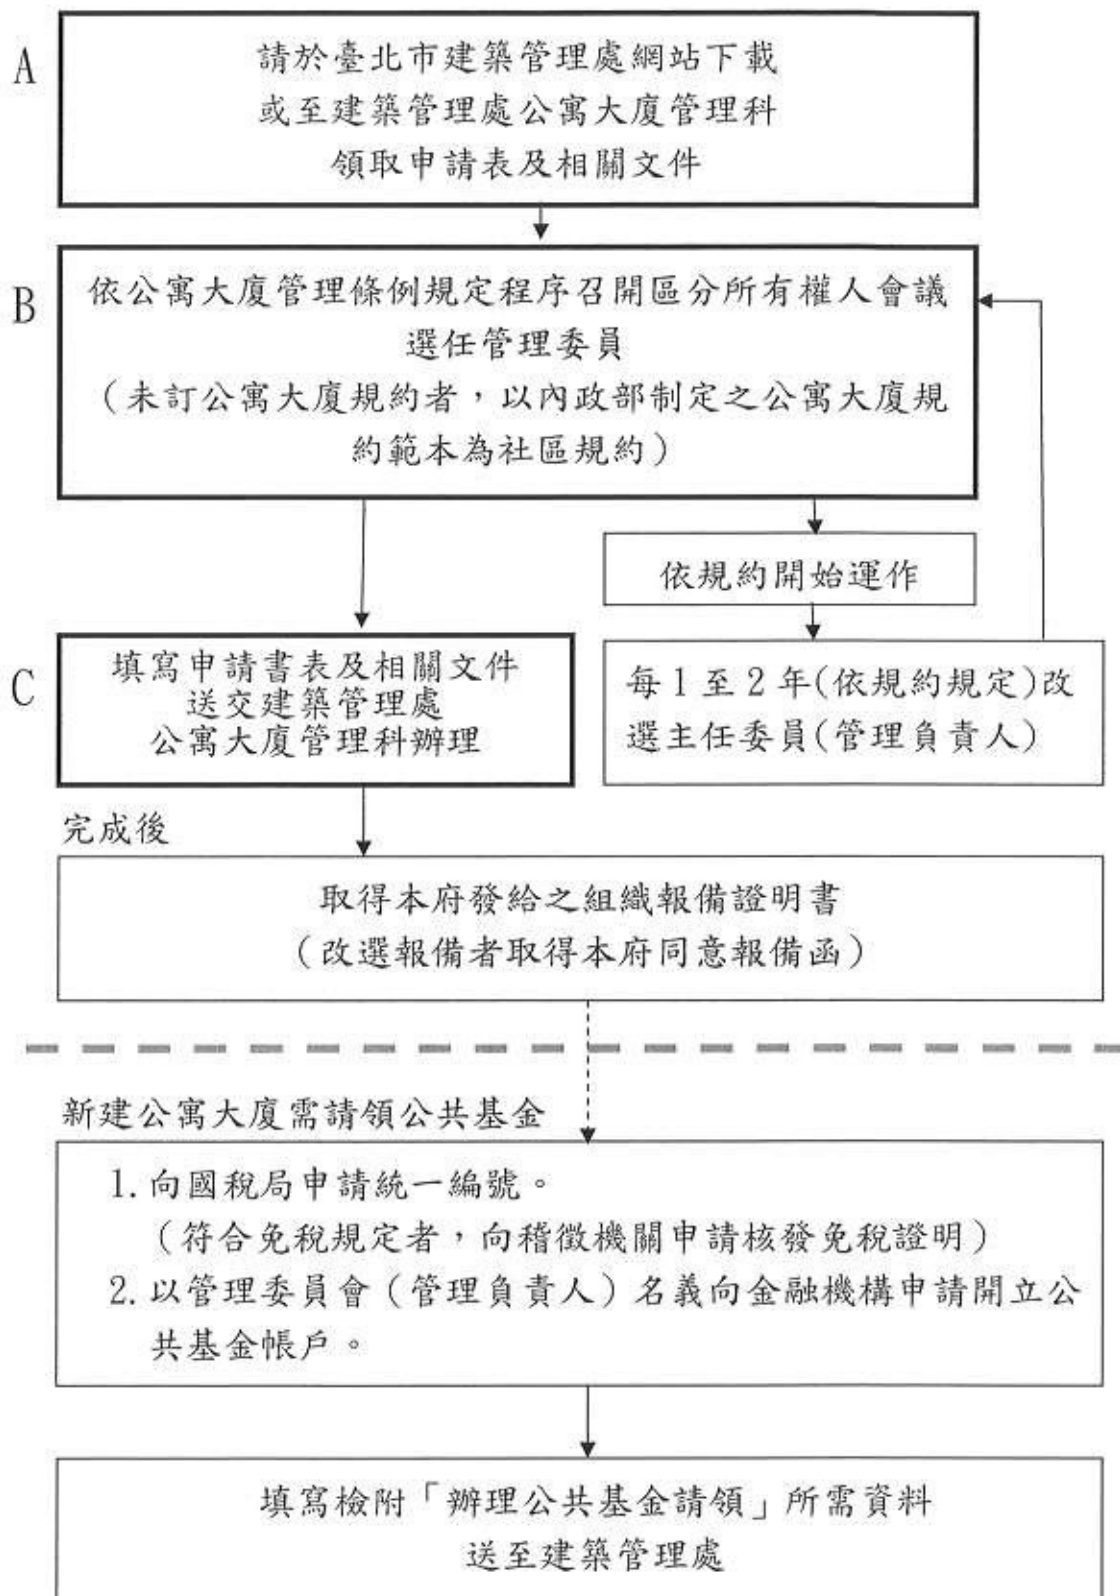 A
請於臺北市建築管理處網站下載
或至建築管理處公寓大廈管理科
領取申請表及相關文件
B
依公寓大廈管理條例規定程序召開區分所有權人會議
選任管理委員
（未訂公寓大廈規約者，以內政部制定之公寓大廈規
約範本為社區規約）
依規約開始運作
C
填寫申請書表及相關文件
送交建築管理處
公寓大廈管理科辦理
每1至2年(依規約規定)改
選主任委員(管理負責人)
完成後
取得本府發給之組織報備證明書
（改選報備者取得本府同意報備函）
新建公寓大廈需請領公共基金
1. 向國稅局申請統一編號。
（符合免稅規定者，向稽徵機關申請核發免稅證明）
2. 以管理委員會（管理負責人）名義向金融機構申請開立公
共基金帳戶。
填寫檢附「辦理公共基金請領」所需資料
送至建築管理處